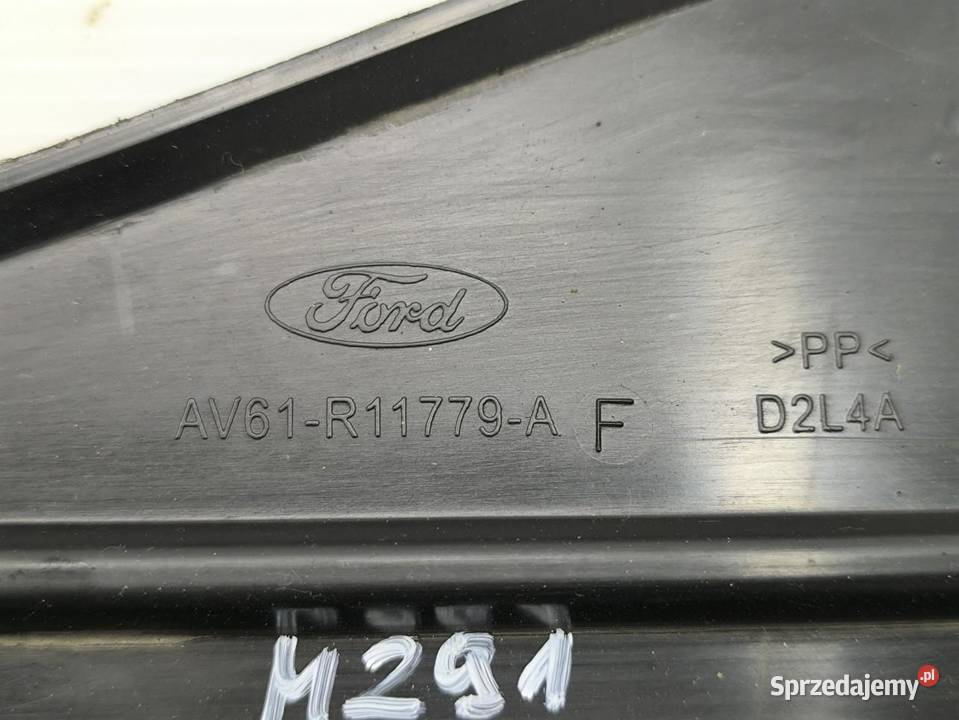 Ford
>PP<
AV61-R11779-A F D2L4A
M291
Sprzedajemy.pl